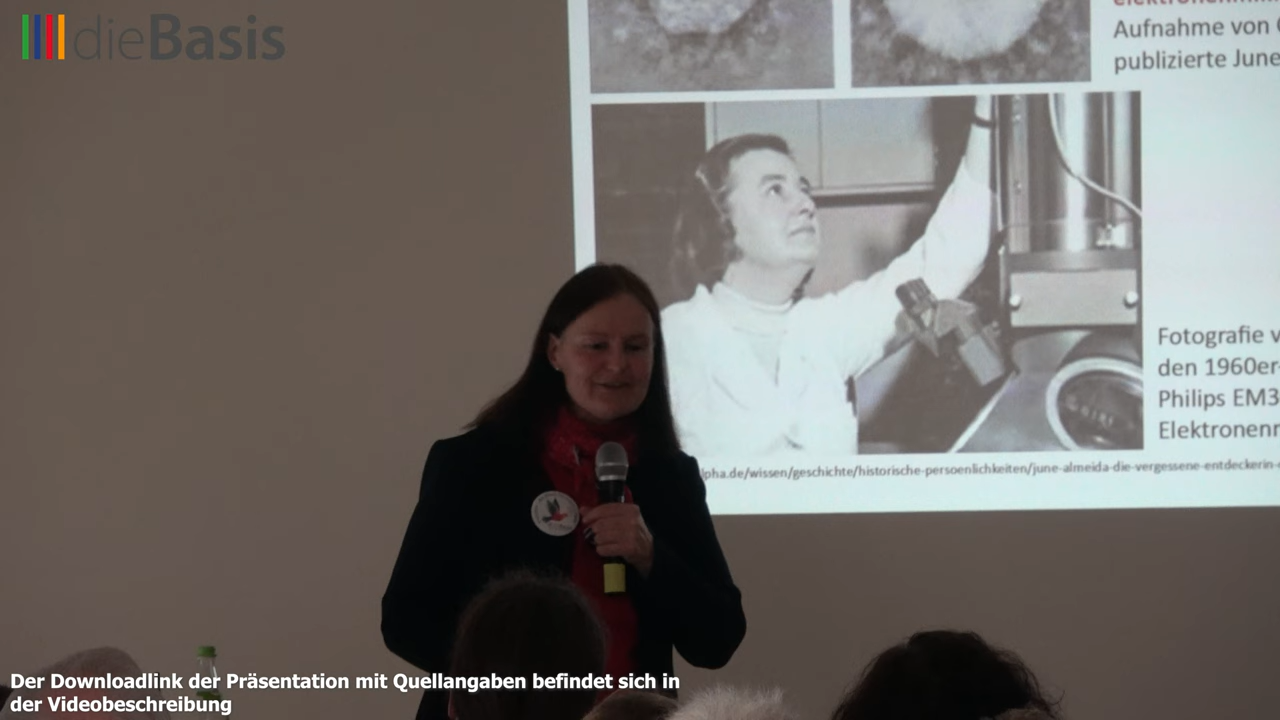 dieBasis
Aufnahme von
publizierte June
Fotografie
den 1960er-
Philips EM3
Elektronenm
lpha.de/wissen/geschichte/historische-persoenlichkeiten/june-almeida-die-vergessene-entdeckerin-
Der Downloadlink der Präsentation mit Quellangaben befindet sich in
der Videobeschreibung